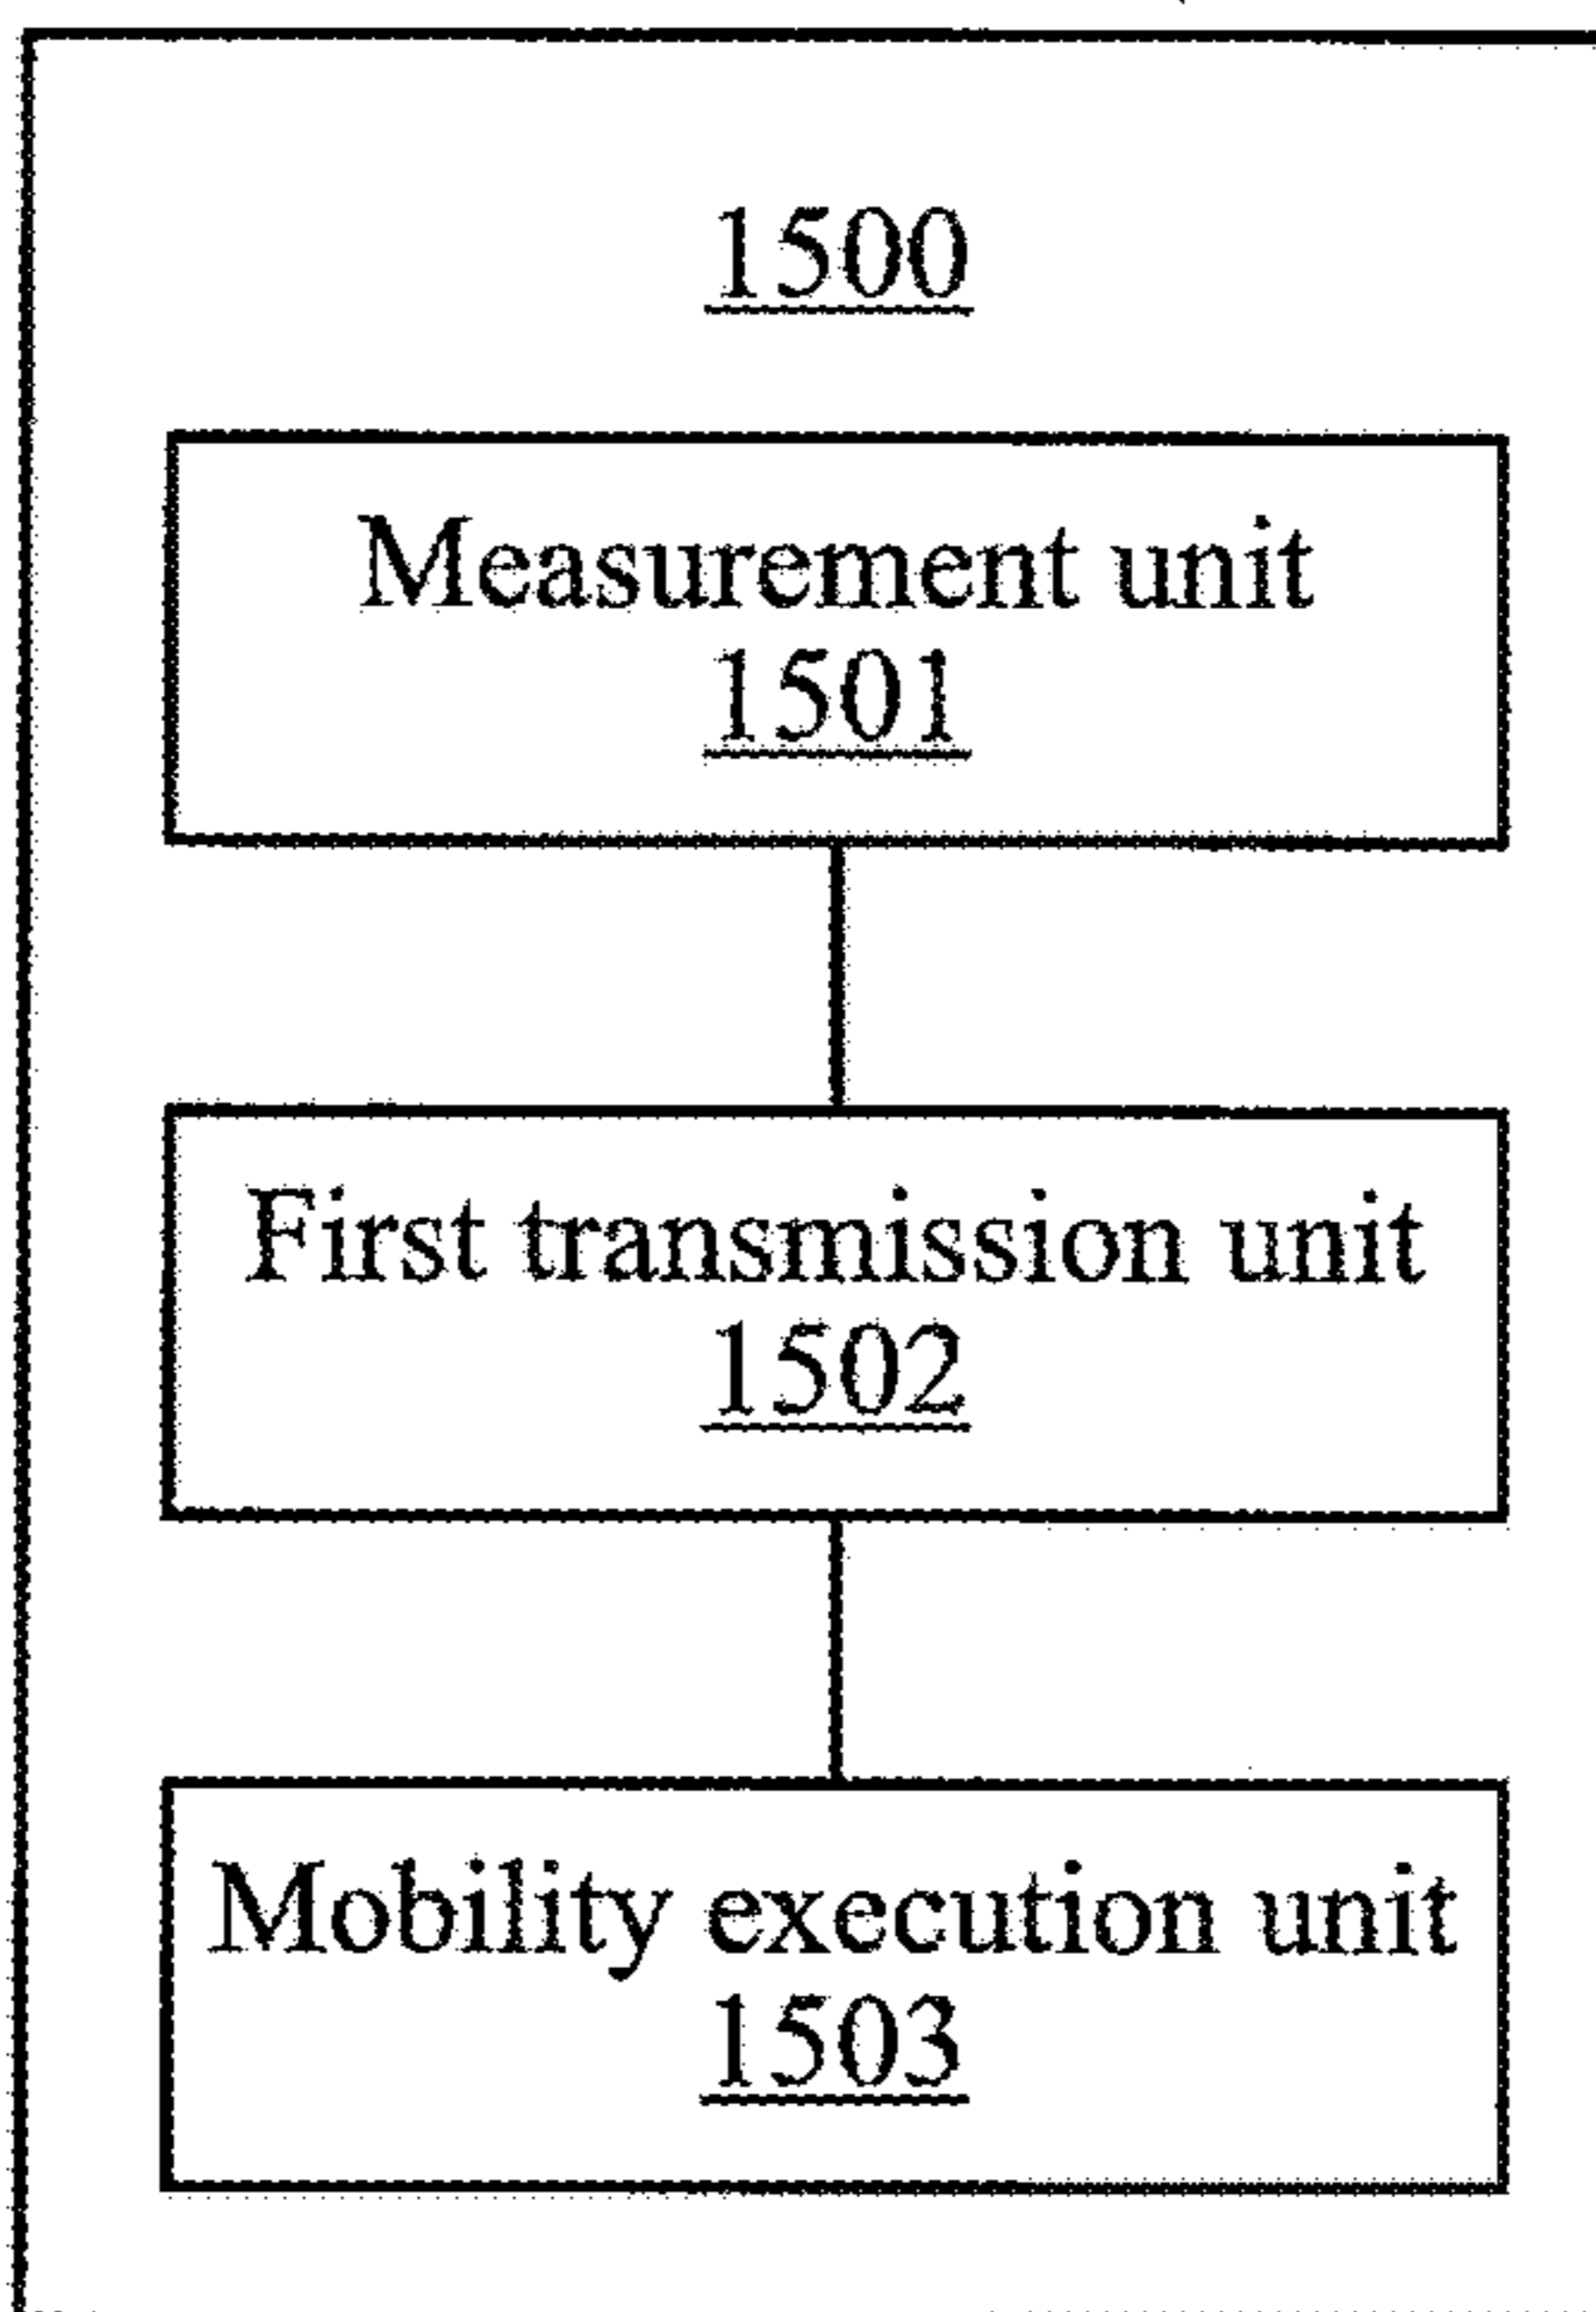 1500
Measurement unit
1501
First transmission unit
1502
Mobility execution unit
1503